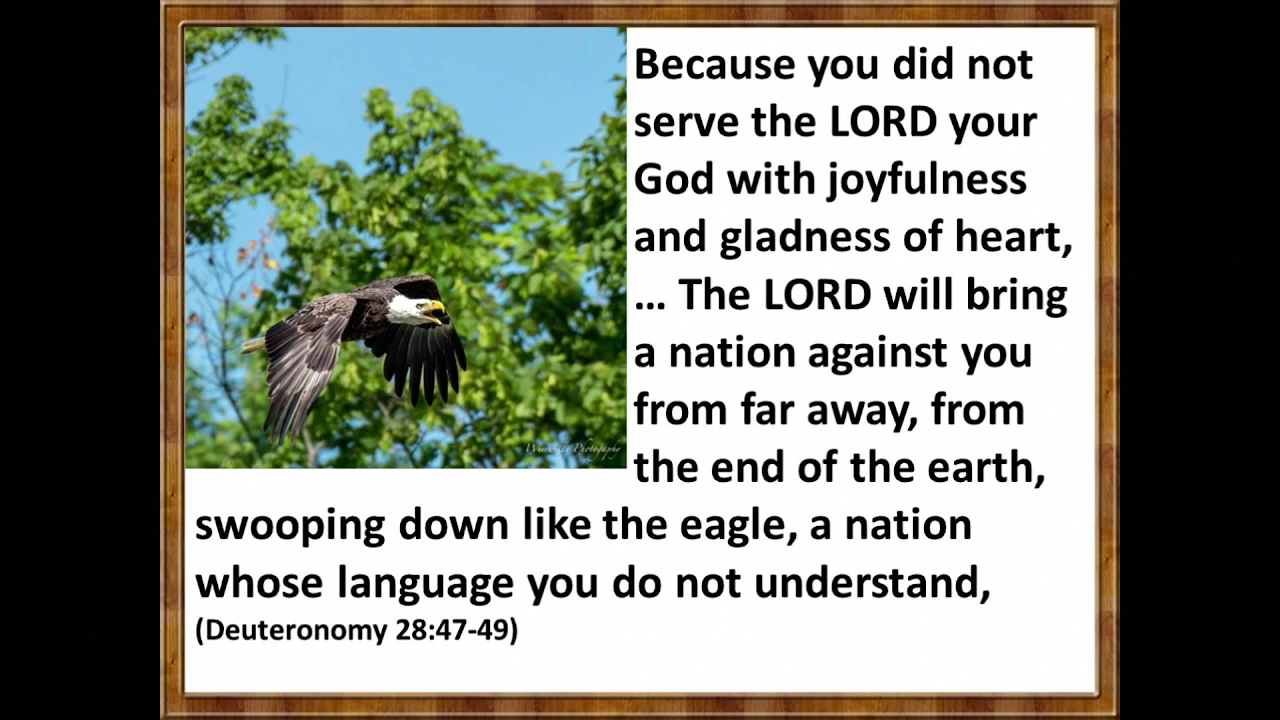 Because you did not
serve the LORD your
God with joyfulness
and gladness of heart,
… The LORD will bring
a nation against you
from far away, from
the end of the earth,
swooping down like the eagle, a nation
whose language you do not understand,
(Deuteronomy 28:47-49)
Photography